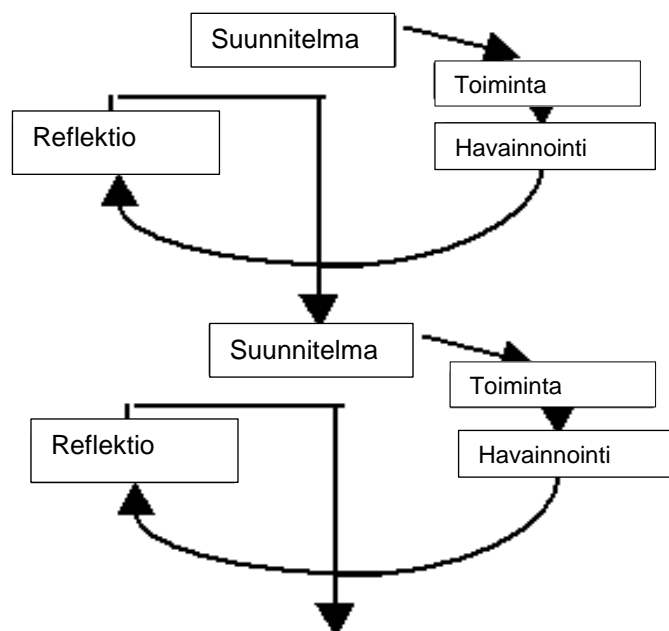 Suunnitelma
Toiminta
Havainnointi
Reflektio
Suunnitelma
Toiminta
Havainnointi
Reflektio